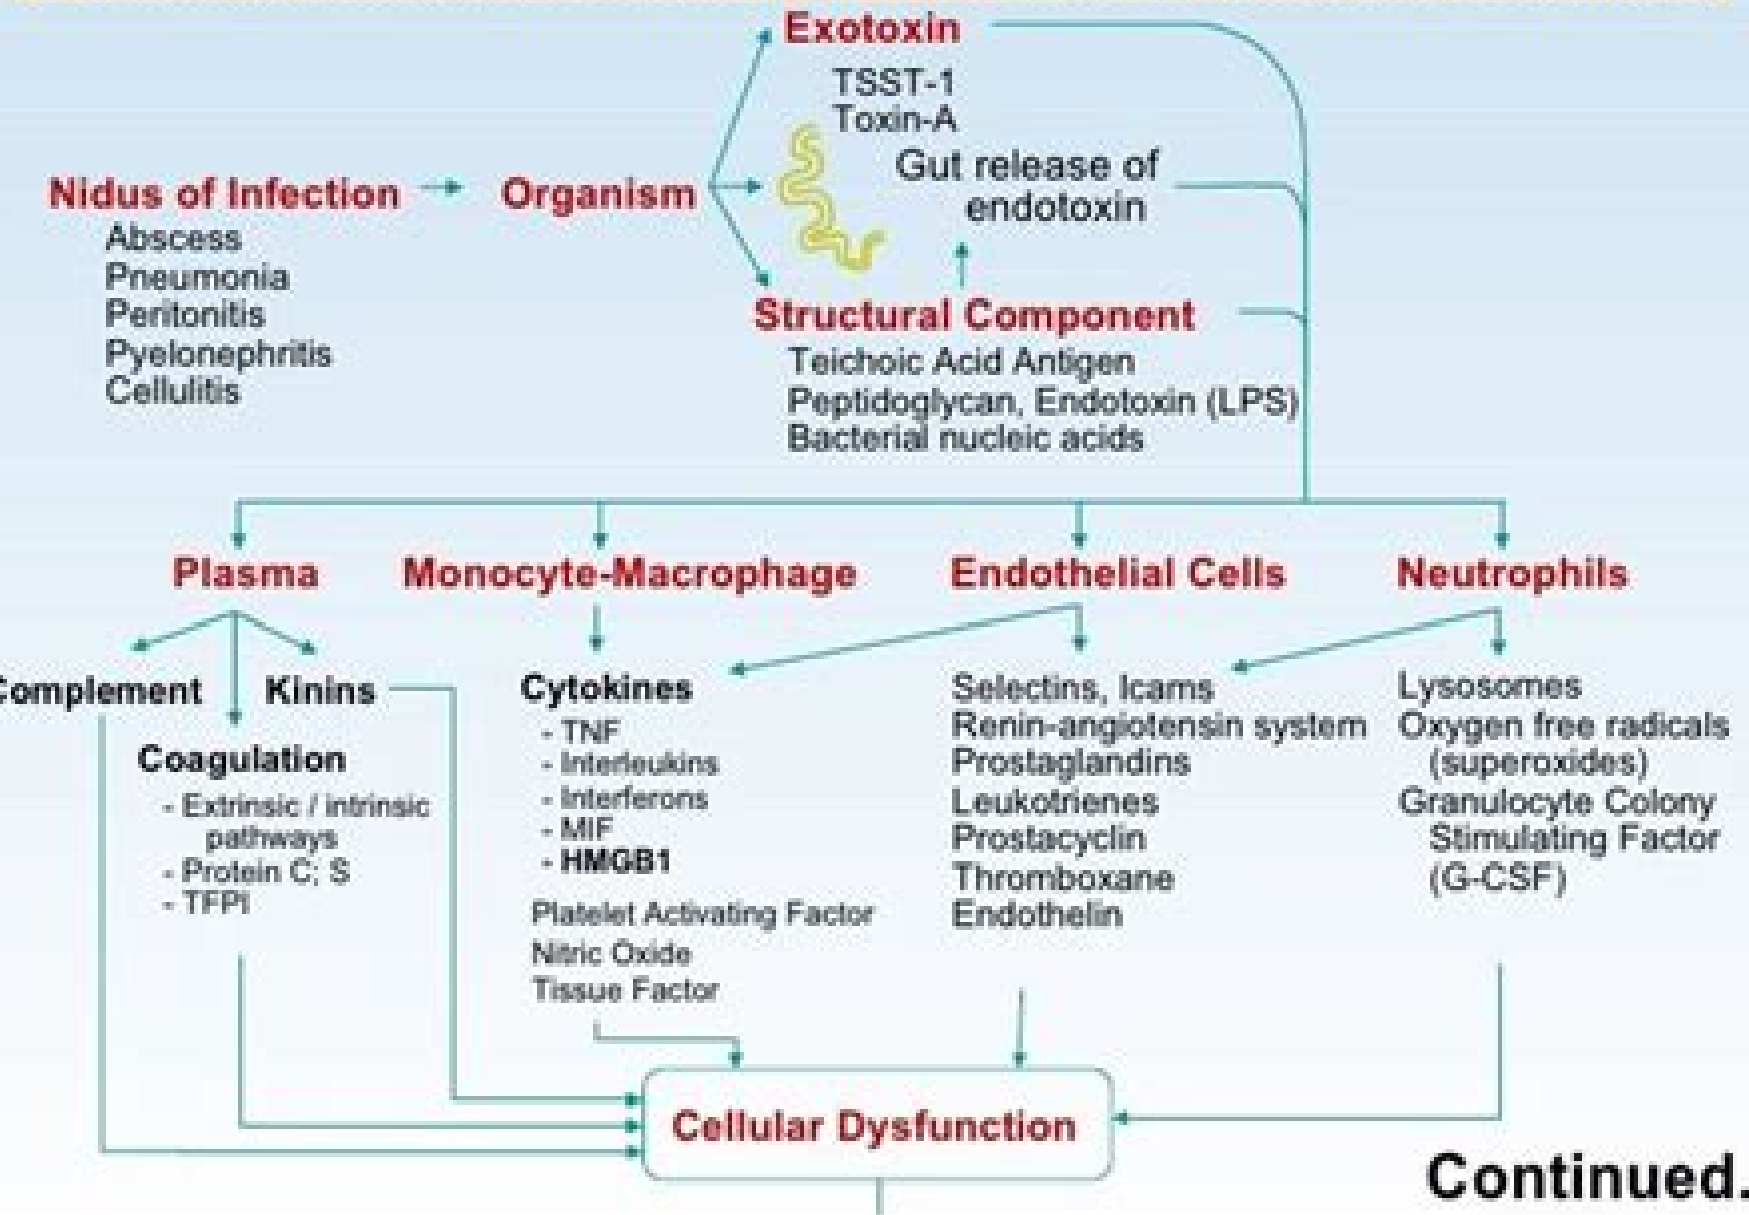 Exotoxin
TSST-1
Toxin-A
Gut release of
endotoxin
Nidus of Infection
Abscess
Pneumonia
Peritonitis
Pyelonephritis
Cellulitis
Organism
Structural Component
Teichoic Acid Antigen
Peptidoglycan, Endotoxin (LPS)
Bacterial nucleic acids
Plasma
Monocyte-Macrophage
Endothelial Cells
Neutrophils
Complement
Kinins
Coagulation
- Extrinsic / intrinsic
pathways
- Protein C; S
- TFPI
Cytokines
- TNF
- Interleukins
- Interferons
- MIF
- HMGB1
Platelet Activating Factor
Nitric Oxide
Tissue Factor
Selectins, Icams
Renin-angiotensin system
Prostaglandins
Leukotrienes
Prostacyclin
Thromboxane
Endothelin
Lysosomes
Oxygen free radicals
(superoxides)
Granulocyte Colony
Stimulating Factor
(G-CSF)
Cellular Dysfunction
Continued.